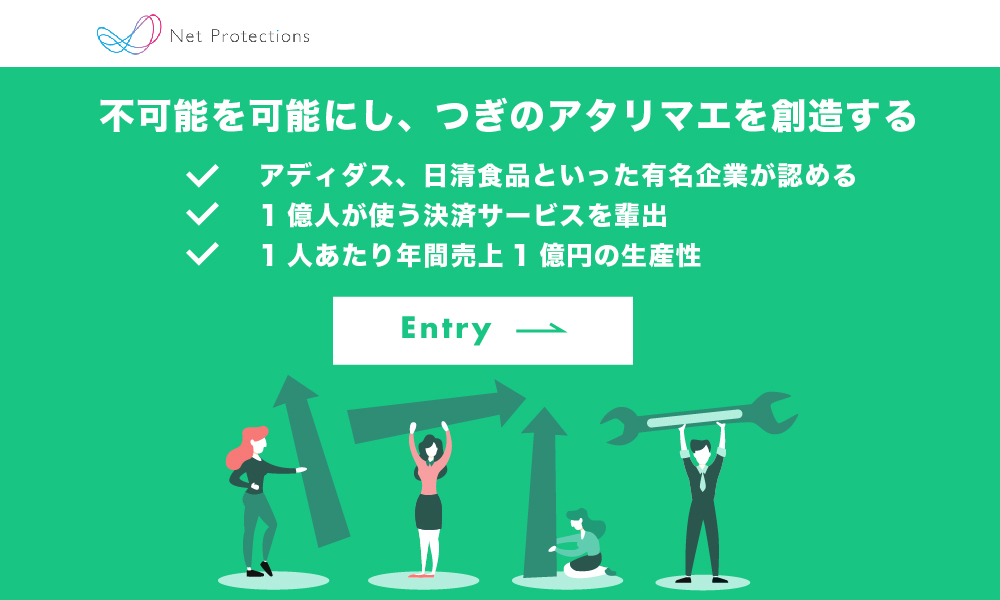 Net Protections
不可能を可能にし、つぎのアタリマエを創造する
アディダス、日清食品といった有名企業が認める
1億人が使う決済サービスを輩出
1人あたり年間売上1億円の生産性
Entry